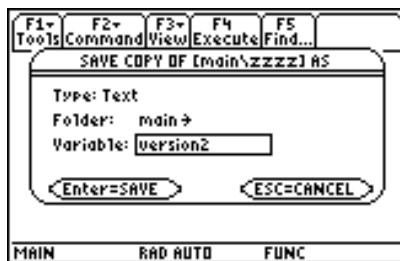 F1▾ F2▾ F3▾ F4 F5
Tools Command View Execute Find...
SAVE COPY OF [main\zzzz] AS
Type: Text
Folder: main→
Variable: version2
Enter=SAVE ESC=CANCEL
MAIN RAD AUTO FUNC